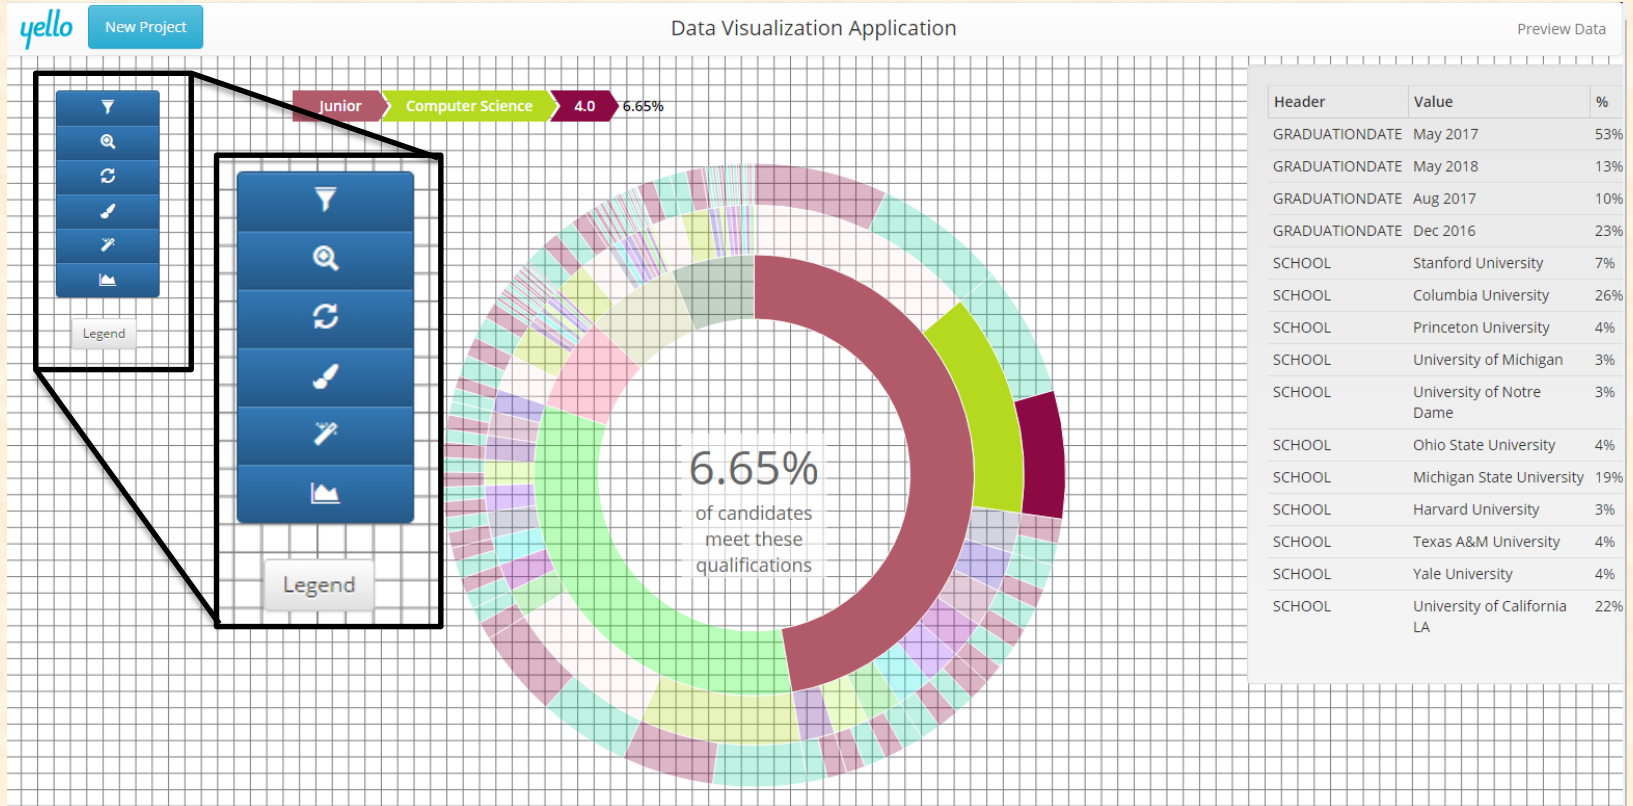 yello New Project Data Visualization Application Preview Data
Junior Computer Science 4.0 6.65%
Legend
Legend
6.65%
of candidates
meet these
qualifications
Header Value %
GRADUATIONDATE May 2017 53%
GRADUATIONDATE May 2018 13%
GRADUATIONDATE Aug 2017 10%
GRADUATIONDATE Dec 2016 23%
SCHOOL Stanford University 7%
SCHOOL Columbia University 26%
SCHOOL Princeton University 4%
SCHOOL University of Michigan 3%
SCHOOL University of Notre 3%
Dame
SCHOOL Ohio State University 4%
SCHOOL Michigan State University 19%
SCHOOL Harvard University 3%
SCHOOL Texas A&M University 4%
SCHOOL Yale University 4%
SCHOOL University of California 22%
LA